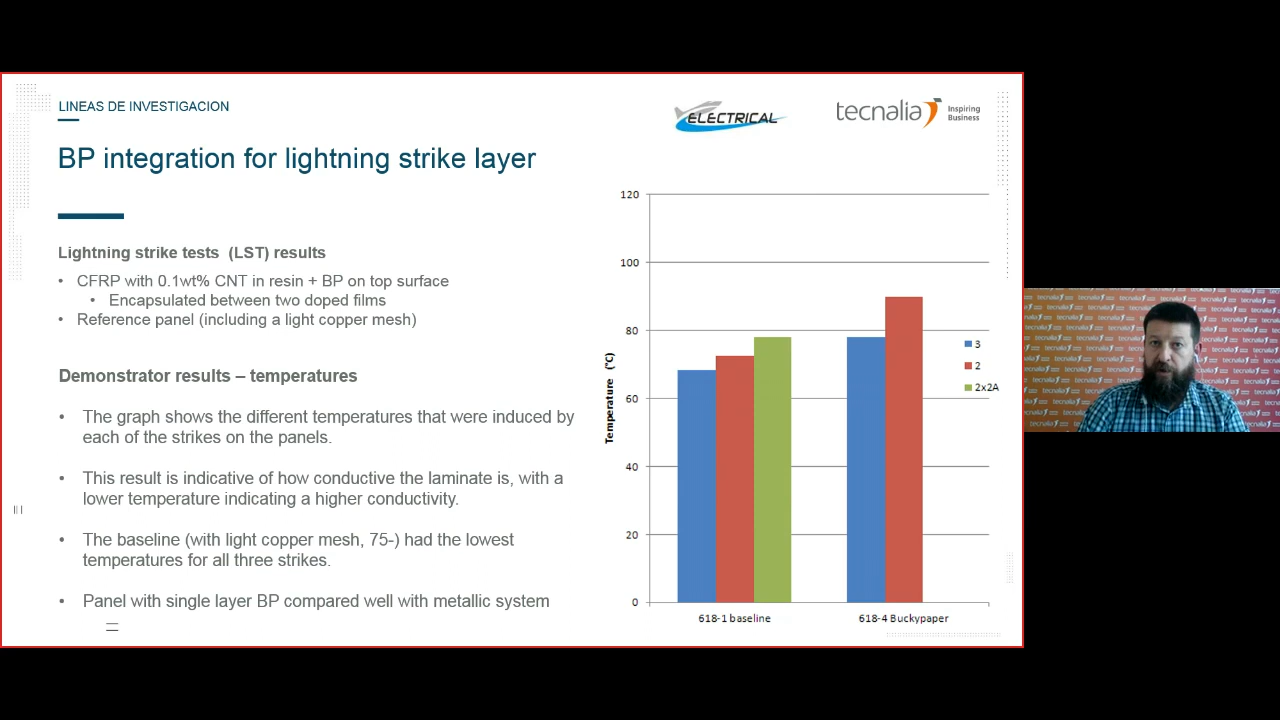 LINEAS DE INVESTIGACION
ELECTRICAL
tecnalia
Inspiring
Business
BP integration for lightning strike layer
Lightning strike tests (LST) results
• CFRP with 0.1wt% CNT in resin + BP on top surface
• Encapsulated between two doped films
• Reference panel (including a light copper mesh)
Demonstrator results – temperatures
• The graph shows the different temperatures that were induced by
each of the strikes on the panels.
• This result is indicative of how conductive the laminate is, with a
lower temperature indicating a higher conductivity.
• The baseline (with light copper mesh, 75-) had the lowest
temperatures for all three strikes.
• Panel with single layer BP compared well with metallic system
Temperature (°C)
120
100
80
60
40
20
0
618-1 baseline
618-4 Buckypaper
3
2
2x2A
tecnalia